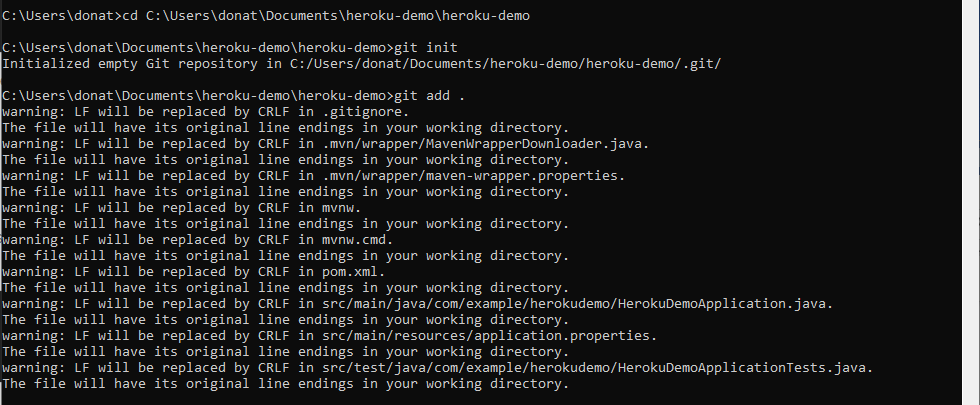 C:\Users\donat>cd C:\Users\donat\Documents\heroku-demo\heroku-demo
C:\Users\donat\Documents\heroku-demo\heroku-demo>git init
Initialized empty Git repository in C:/Users/donat/Documents/heroku-demo/heroku-demo/.git/
C:\Users\donat\Documents\heroku-demo\heroku-demo>git add .
warning: LF will be replaced by CRLF in .gitignore.
The file will have its original line endings in your working directory.
warning: LF will be replaced by CRLF in .mvn/wrapper/MavenWrapperDownloader.java.
The file will have its original line endings in your working directory.
warning: LF will be replaced by CRLF in .mvn/wrapper/maven-wrapper.properties.
The file will have its original line endings in your working directory.
warning: LF will be replaced by CRLF in mvnw.
The file will have its original line endings in your working directory.
warning: LF will be replaced by CRLF in mvnw.cmd.
The file will have its original line endings in your working directory.
warning: LF will be replaced by CRLF in pom.xml.
The file will have its original line endings in your working directory.
warning: LF will be replaced by CRLF in src/main/java/com/example/herokudemo/HerokuDemoApplication.java.
The file will have its original line endings in your working directory.
warning: LF will be replaced by CRLF in src/main/resources/application.properties.
The file will have its original line endings in your working directory.
warning: LF will be replaced by CRLF in src/test/java/com/example/herokudemo/HerokuDemoApplicationTests.java.
The file will have its original line endings in your working directory.